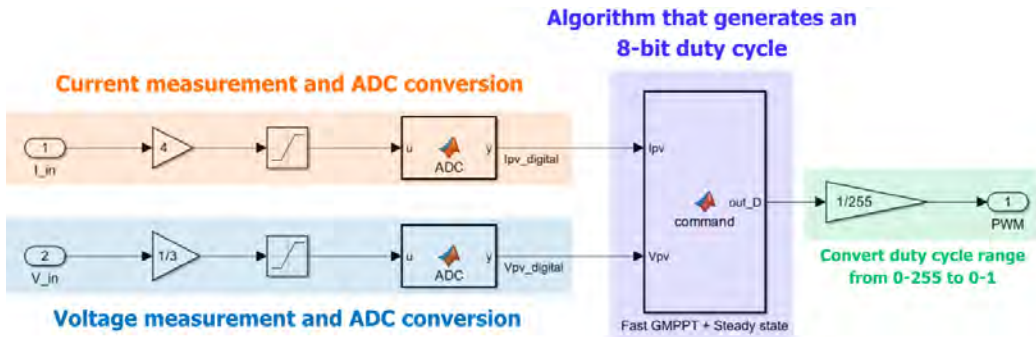 Algorithm that generates an
8-bit duty cycle
Current measurement and ADC conversion
1
I_in
4
u
y
ADC
Ipv_digital
Ipv
Vpv
command
out_D
Fast GMPPT + Steady state
1/255
1
PWM
Convert duty cycle range
from 0-255 to 0-1
2
V_in
1/3
u
y
ADC
Vpv_digital
Voltage measurement and ADC conversion